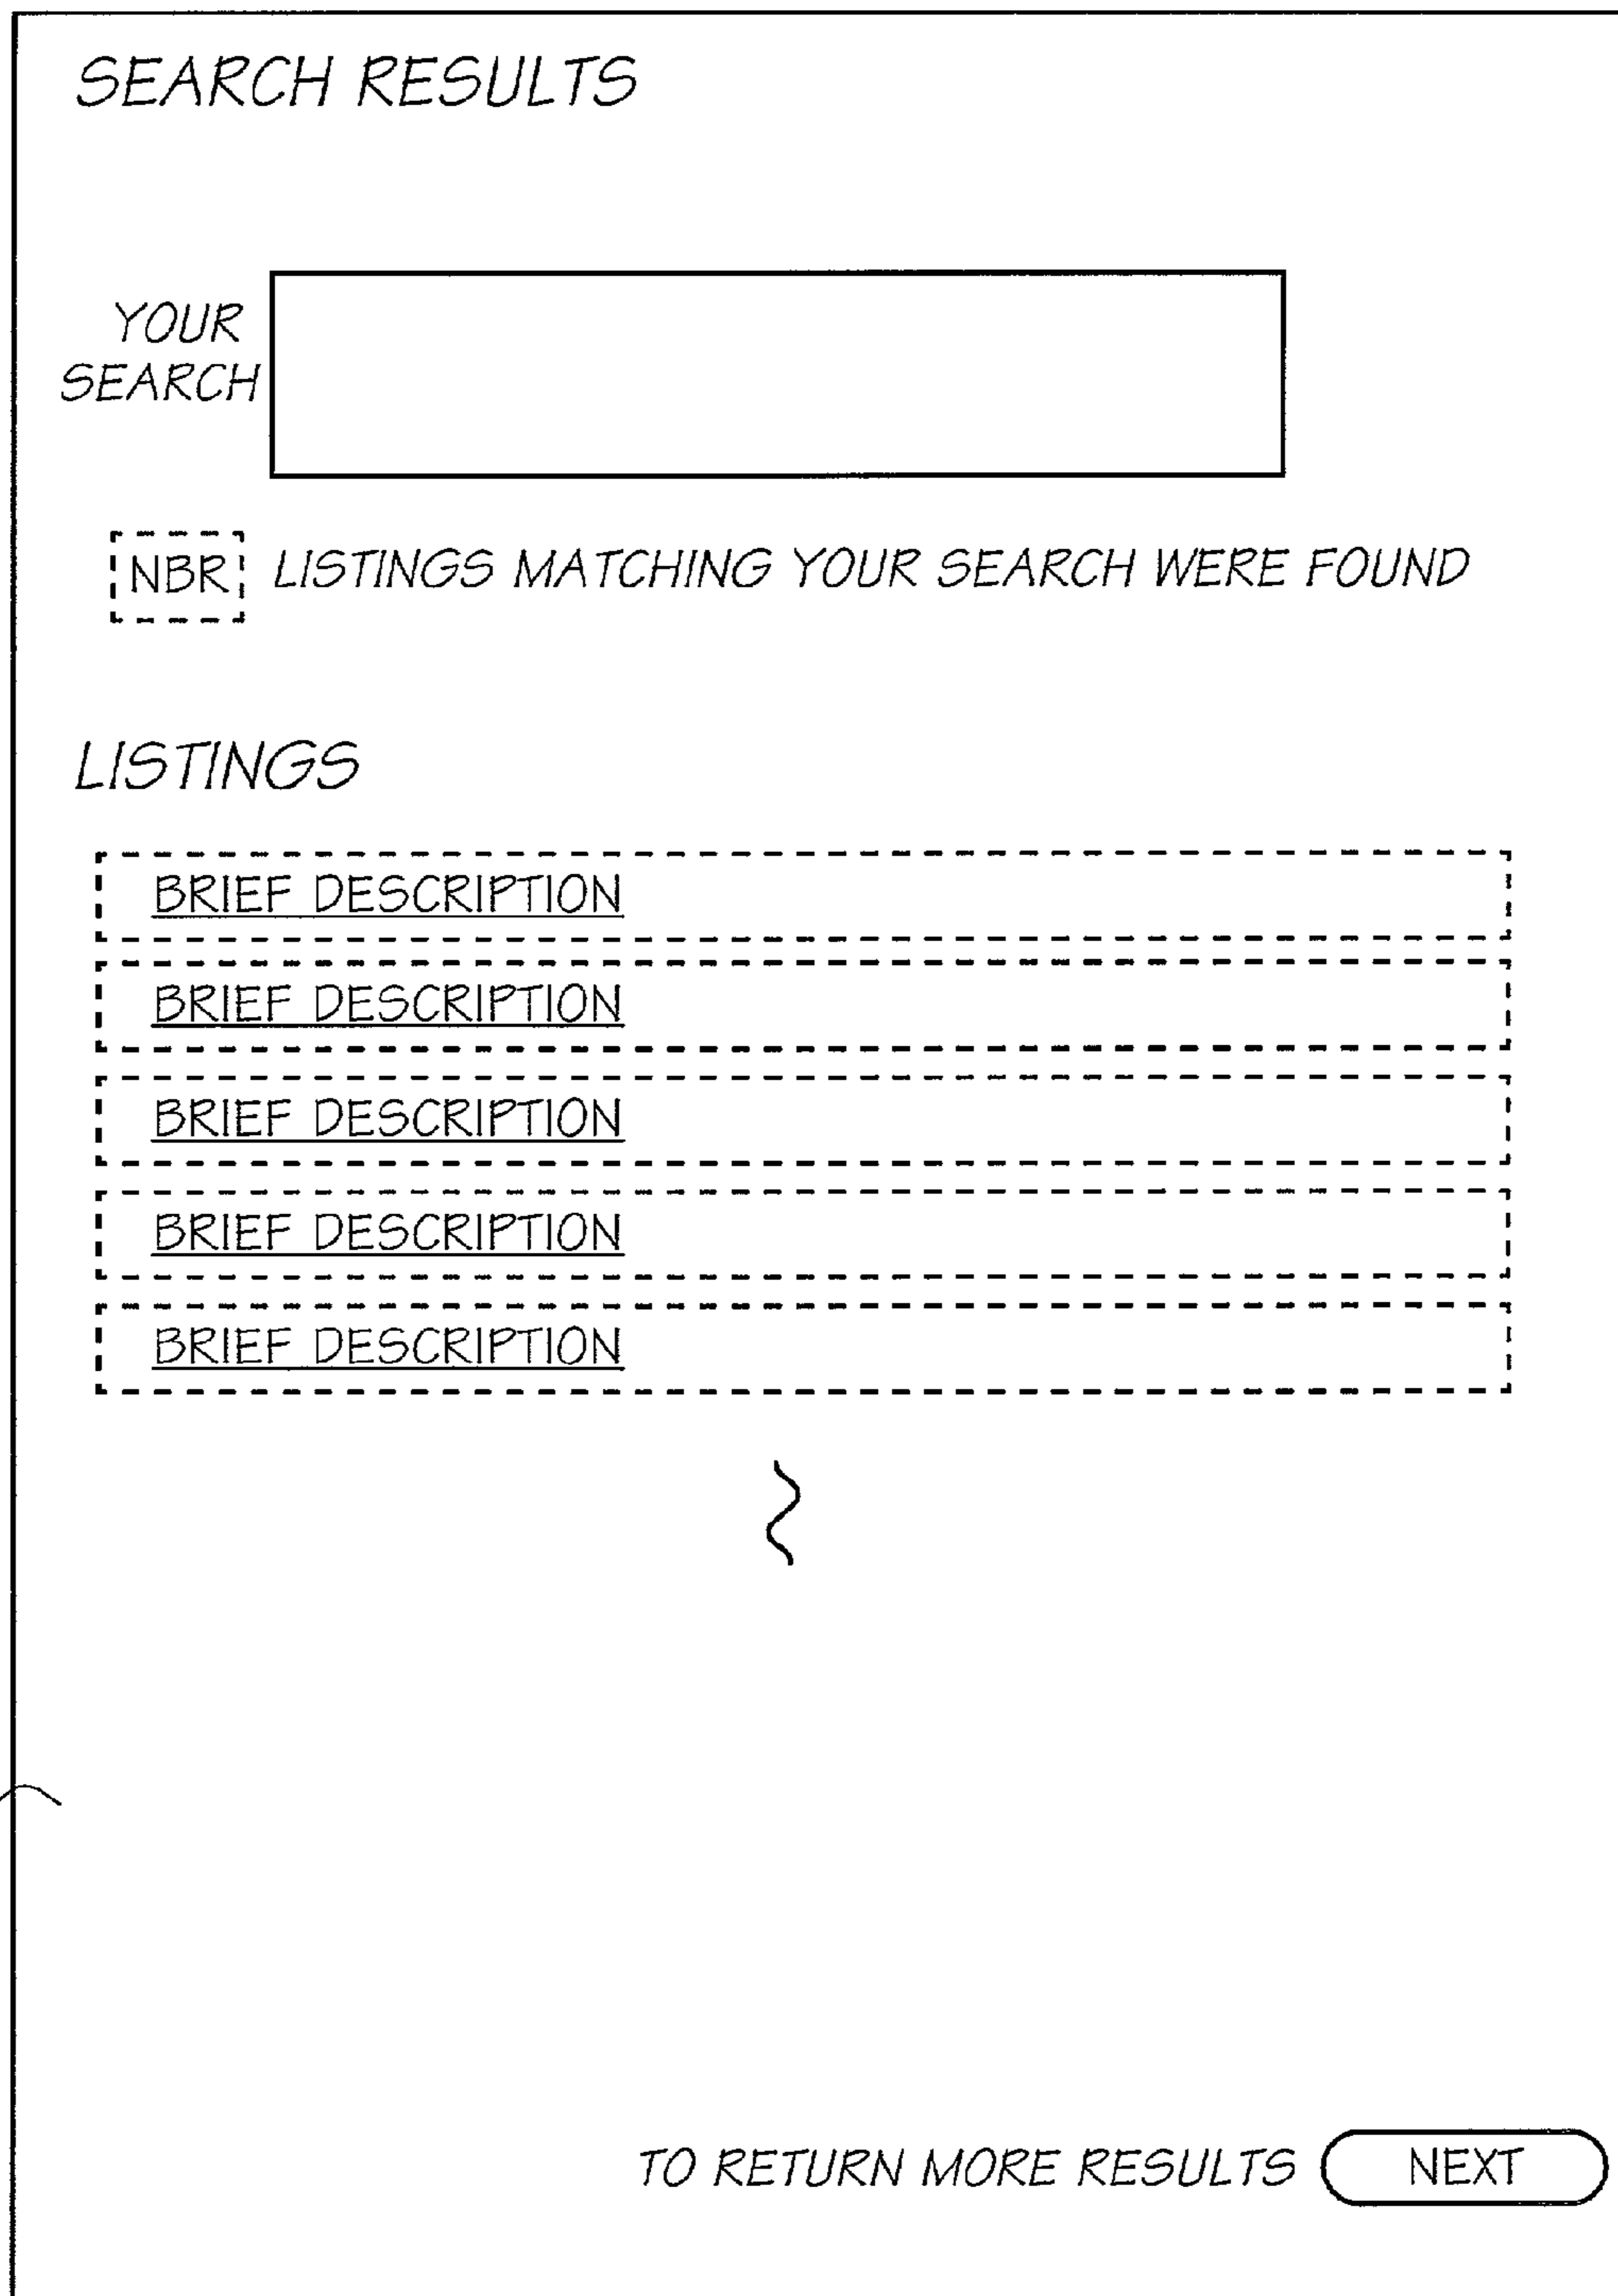 SEARCH RESULTS
YOUR
SEARCH
NBR LISTINGS MATCHING YOUR SEARCH WERE FOUND
LISTINGS
BRIEF DESCRIPTION
BRIEF DESCRIPTION
BRIEF DESCRIPTION
BRIEF DESCRIPTION
BRIEF DESCRIPTION
TO RETURN MORE RESULTS NEXT